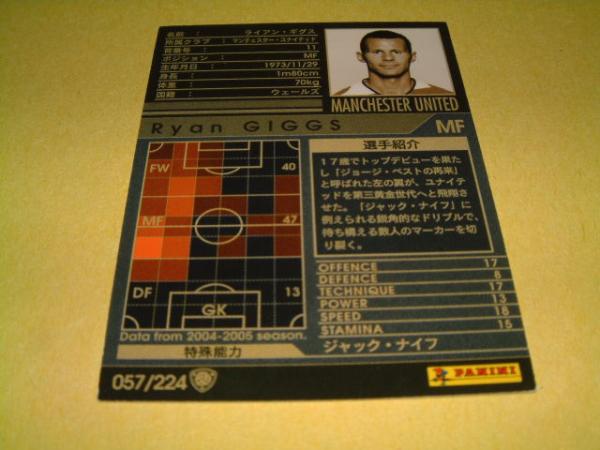 名前 : ライアン・ギグス
所属クラブ : マンチェスター・ユナイテッド
背番号 : 11
ポジション : MF
生年月日 : 1973/11/29
身長 : 1m80cm
体重 : 70kg
国籍 : ウェールズ
MANCHESTER UNITED
Ryan GIGGS
MF
FW 40
MF 47
DF 13
GK
Data from 2004-2005 season.
選手紹介
17歳でトップデビューを果た
し「ジョージ・ベストの再来」
と呼ばれた左の翼が、ユナイテ
ッドを第三黄金世代へと飛翔さ
せた。「ジャック・ナイフ」に
例えられる鋭角的なドリブルで、
待ち構える数人のマーカーを切
り裂く。
OFFENCE 17
DEFENCE 8
TECHNIQUE 17
POWER 13
SPEED 18
STAMINA 15
特殊能力
ジャック・ナイフ
057/224
PANINI